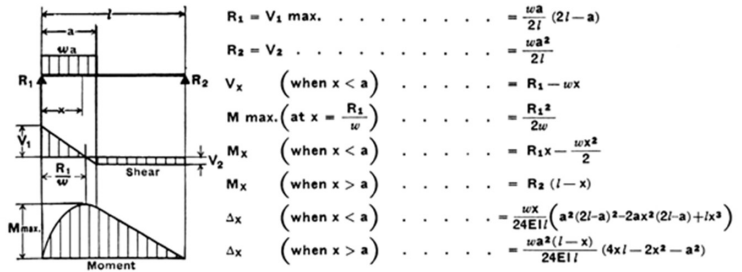 l
a
wa
R₁
R₂
x
V₁
V₂
Shear
R₁/w
M max.
Moment
R₁ = V₁ max. . . . . . . . . = wa/2l (2l — a)
R₂ = V₂ . . . . . . . . . . = wa²/2l
Vₓ (when x < a) . . . . . = R₁ — wx
M max. (at x = R₁/w) . . . . . = R₁²/2w
Mₓ (when x < a) . . . . . = R₁x — wx²/2
Mₓ (when x > a) . . . . . = R₂ (l — x)
Δₓ (when x < a) . . . . . = wx/24EIl (a²(2l—a)²—2ax²(2l—a)+lx³)
Δₓ (when x > a) . . . . . = wa²(l — x)/24EIl (4xl — 2x² — a²)